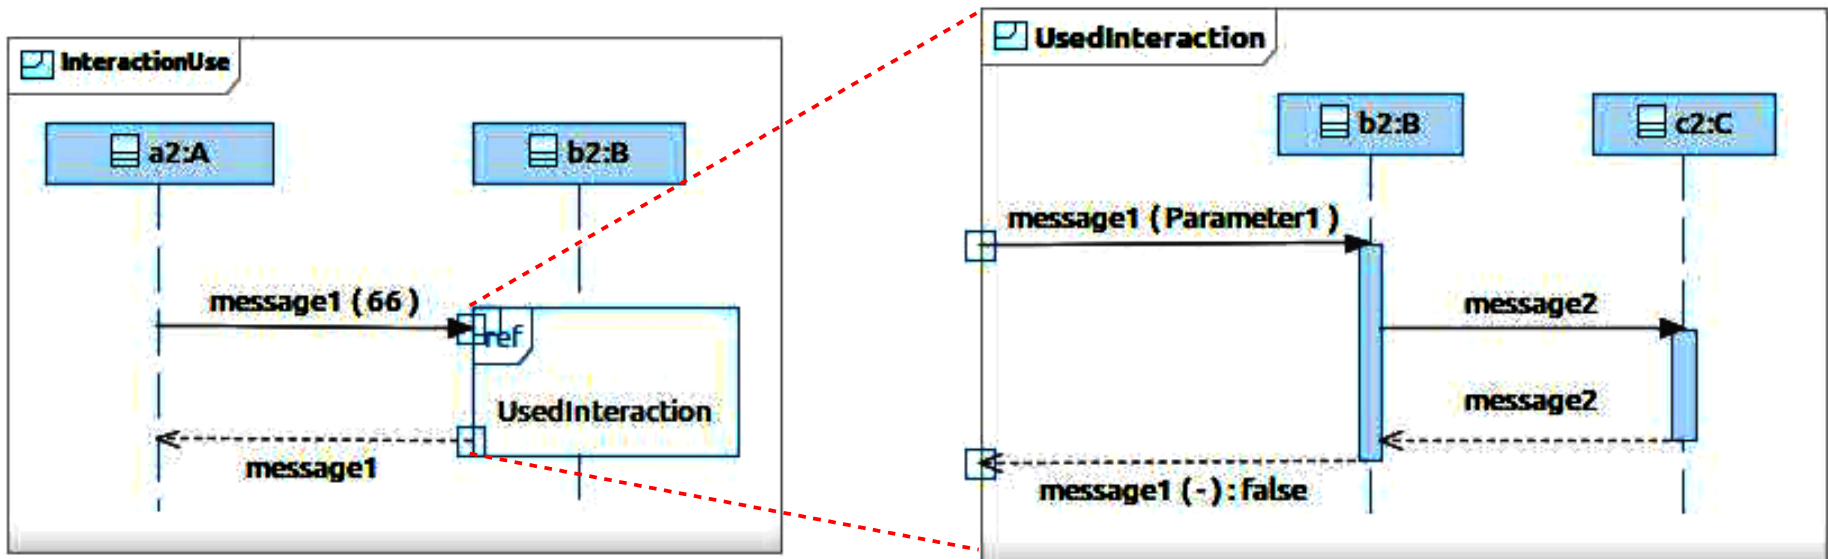 InteractionUse
a2:A
b2:B
message1 ( 66 )
ref
UsedInteraction
message1
UsedInteraction
b2:B
c2:C
message1 ( Parameter1 )
message2
message2
message1 ( - ) : false